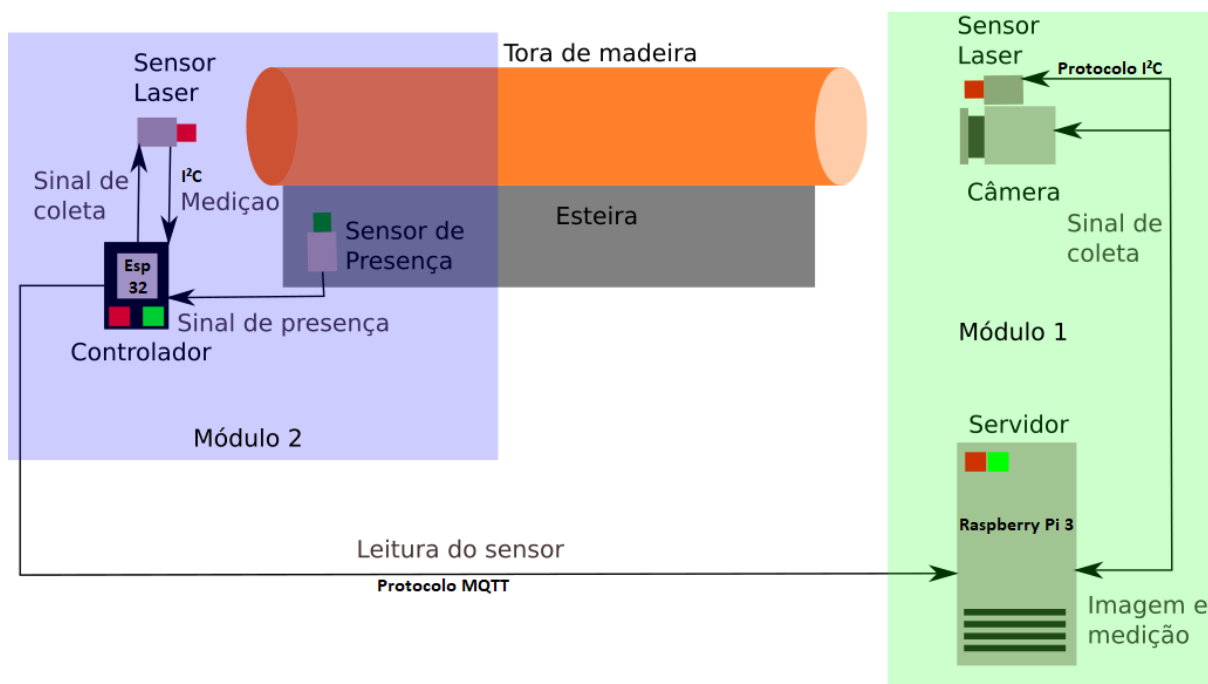 Sensor
Laser
Tora de madeira
Sensor
Laser
Protocolo I²C
Sinal de
coleta
I²C
Mediçao
Câmera
Esteira
Sensor de
Presença
Sinal de
coleta
Esp
32
Sinal de presença
Controlador
Módulo 1
Módulo 2
Servidor
Raspberry Pi 3
Leitura do sensor
Protocolo MQTT
Imagem e
medição